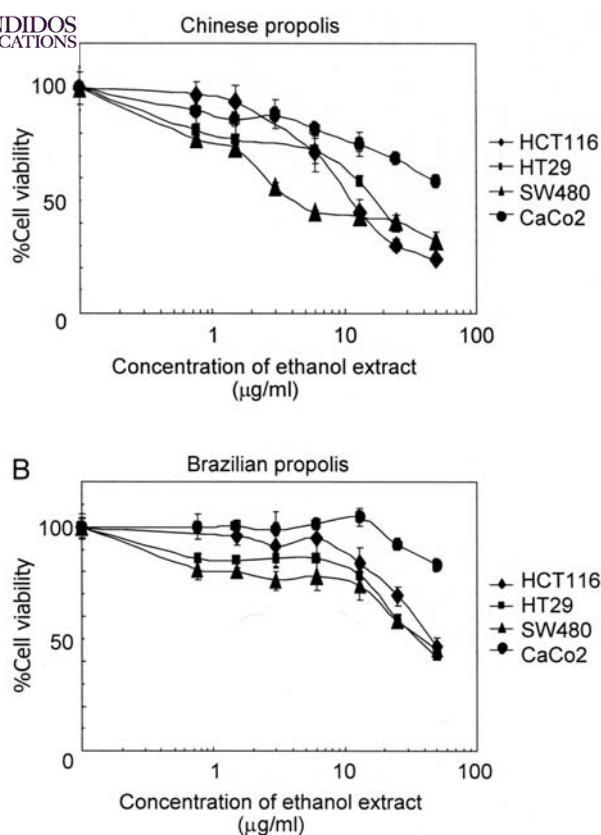 NDIDOS
CATIONS
Chinese propolis
%Cell viability
100
50
0
1
10
100
HCT116
HT29
SW480
CaCo2
Concentration of ethanol extract
(μg/ml)
B
Brazilian propolis
%Cell viability
100
50
0
1
10
100
HCT116
HT29
SW480
CaCo2
Concentration of ethanol extract
(μg/ml)